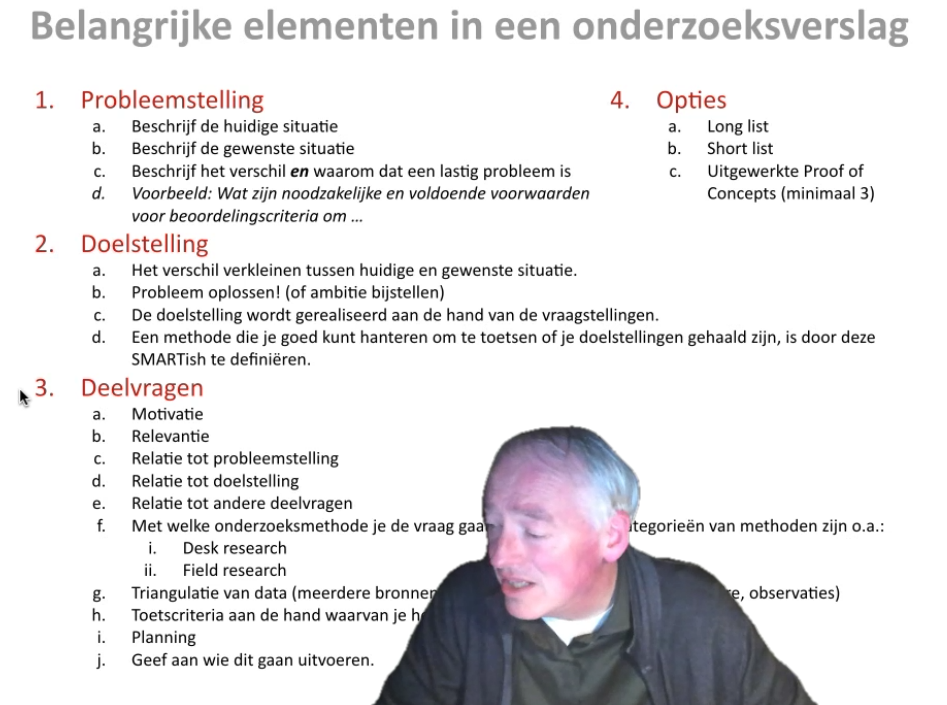 Belangrijke elementen in een onderzoeksverslag
1. Probleemstelling
a. Beschrijf de huidige situatie
b. Beschrijf de gewenste situatie
c. Beschrijf het verschil en waarom dat een lastig probleem is
d. Voorbeeld: Wat zijn noodzakelijke en voldoende voorwaarden
voor beoordelingscriteria om ...
2. Doelstelling
a. Het verschil verkleinen tussen huidige en gewenste situatie.
b. Probleem oplossen! (of ambitie bijstellen)
c. De doelstelling wordt gerealiseerd aan de hand van de vraagstellingen.
d. Een methode die je goed kunt hanteren om te toetsen of je doelstellingen gehaald zijn, is door deze
SMARTish te definiëren.
3. Deelvragen
a. Motivatie
b. Relevantie
c. Relatie tot probleemstelling
d. Relatie tot doelstelling
e. Relatie tot andere deelvragen
f. Met welke onderzoeksmethode je de vraag van methoden zijn o.a.:
i. Desk research
ii. Field research
g. Triangulatie van data (meerdere observaties)
h. Toetscriteria aan de hand waarvan je
i. Planning
j. Geef aan wie dit gaan uitvoeren.
4. Opties
a. Long list
b. Short list
c. Uitgewerkte Proof of
Concepts (minimaal 3)